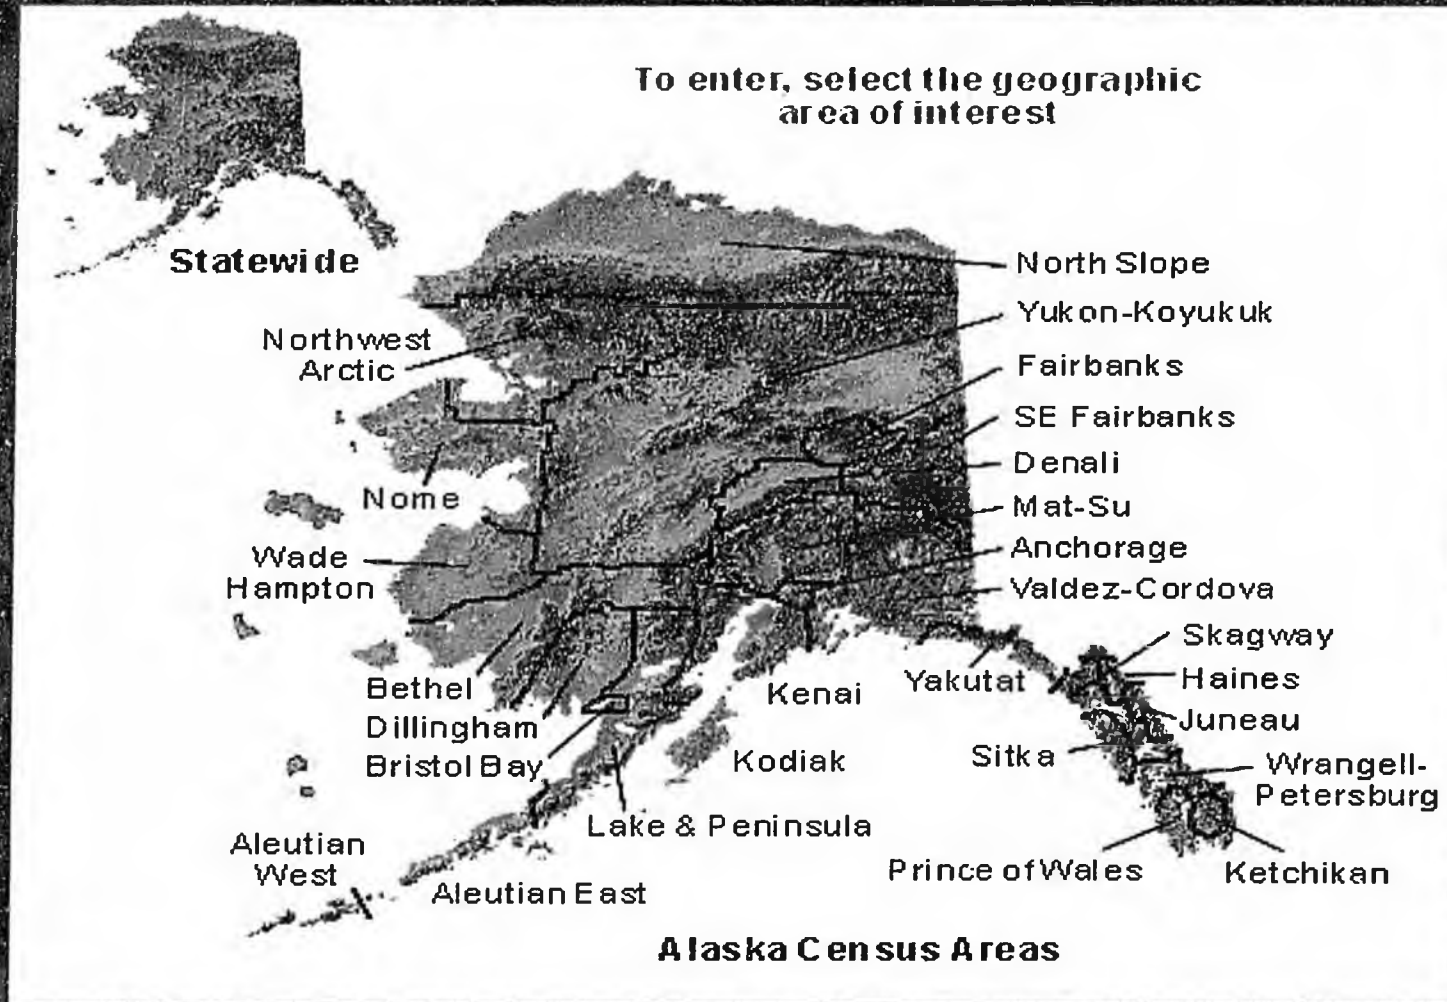 To enter, select the geographic
area of interest
Statewide
North Slope
Yukon-Koyukuk
Northwest
Arctic
Fairbanks
SE Fairbanks
Denali
Nome
Mat-Su
Anchorage
Wade
Hampton
Valdez-Cordova
Skagway
Yakutat
Haines
Bethel
Kenai
Juneau
Dillingham
Sitka
Bristol Bay
Kodiak
Wrangell-
Petersburg
Lake & Peninsula
Aleutian
West
Prince of Wales
Ketchikan
Aleutian East
Alaska Census Areas